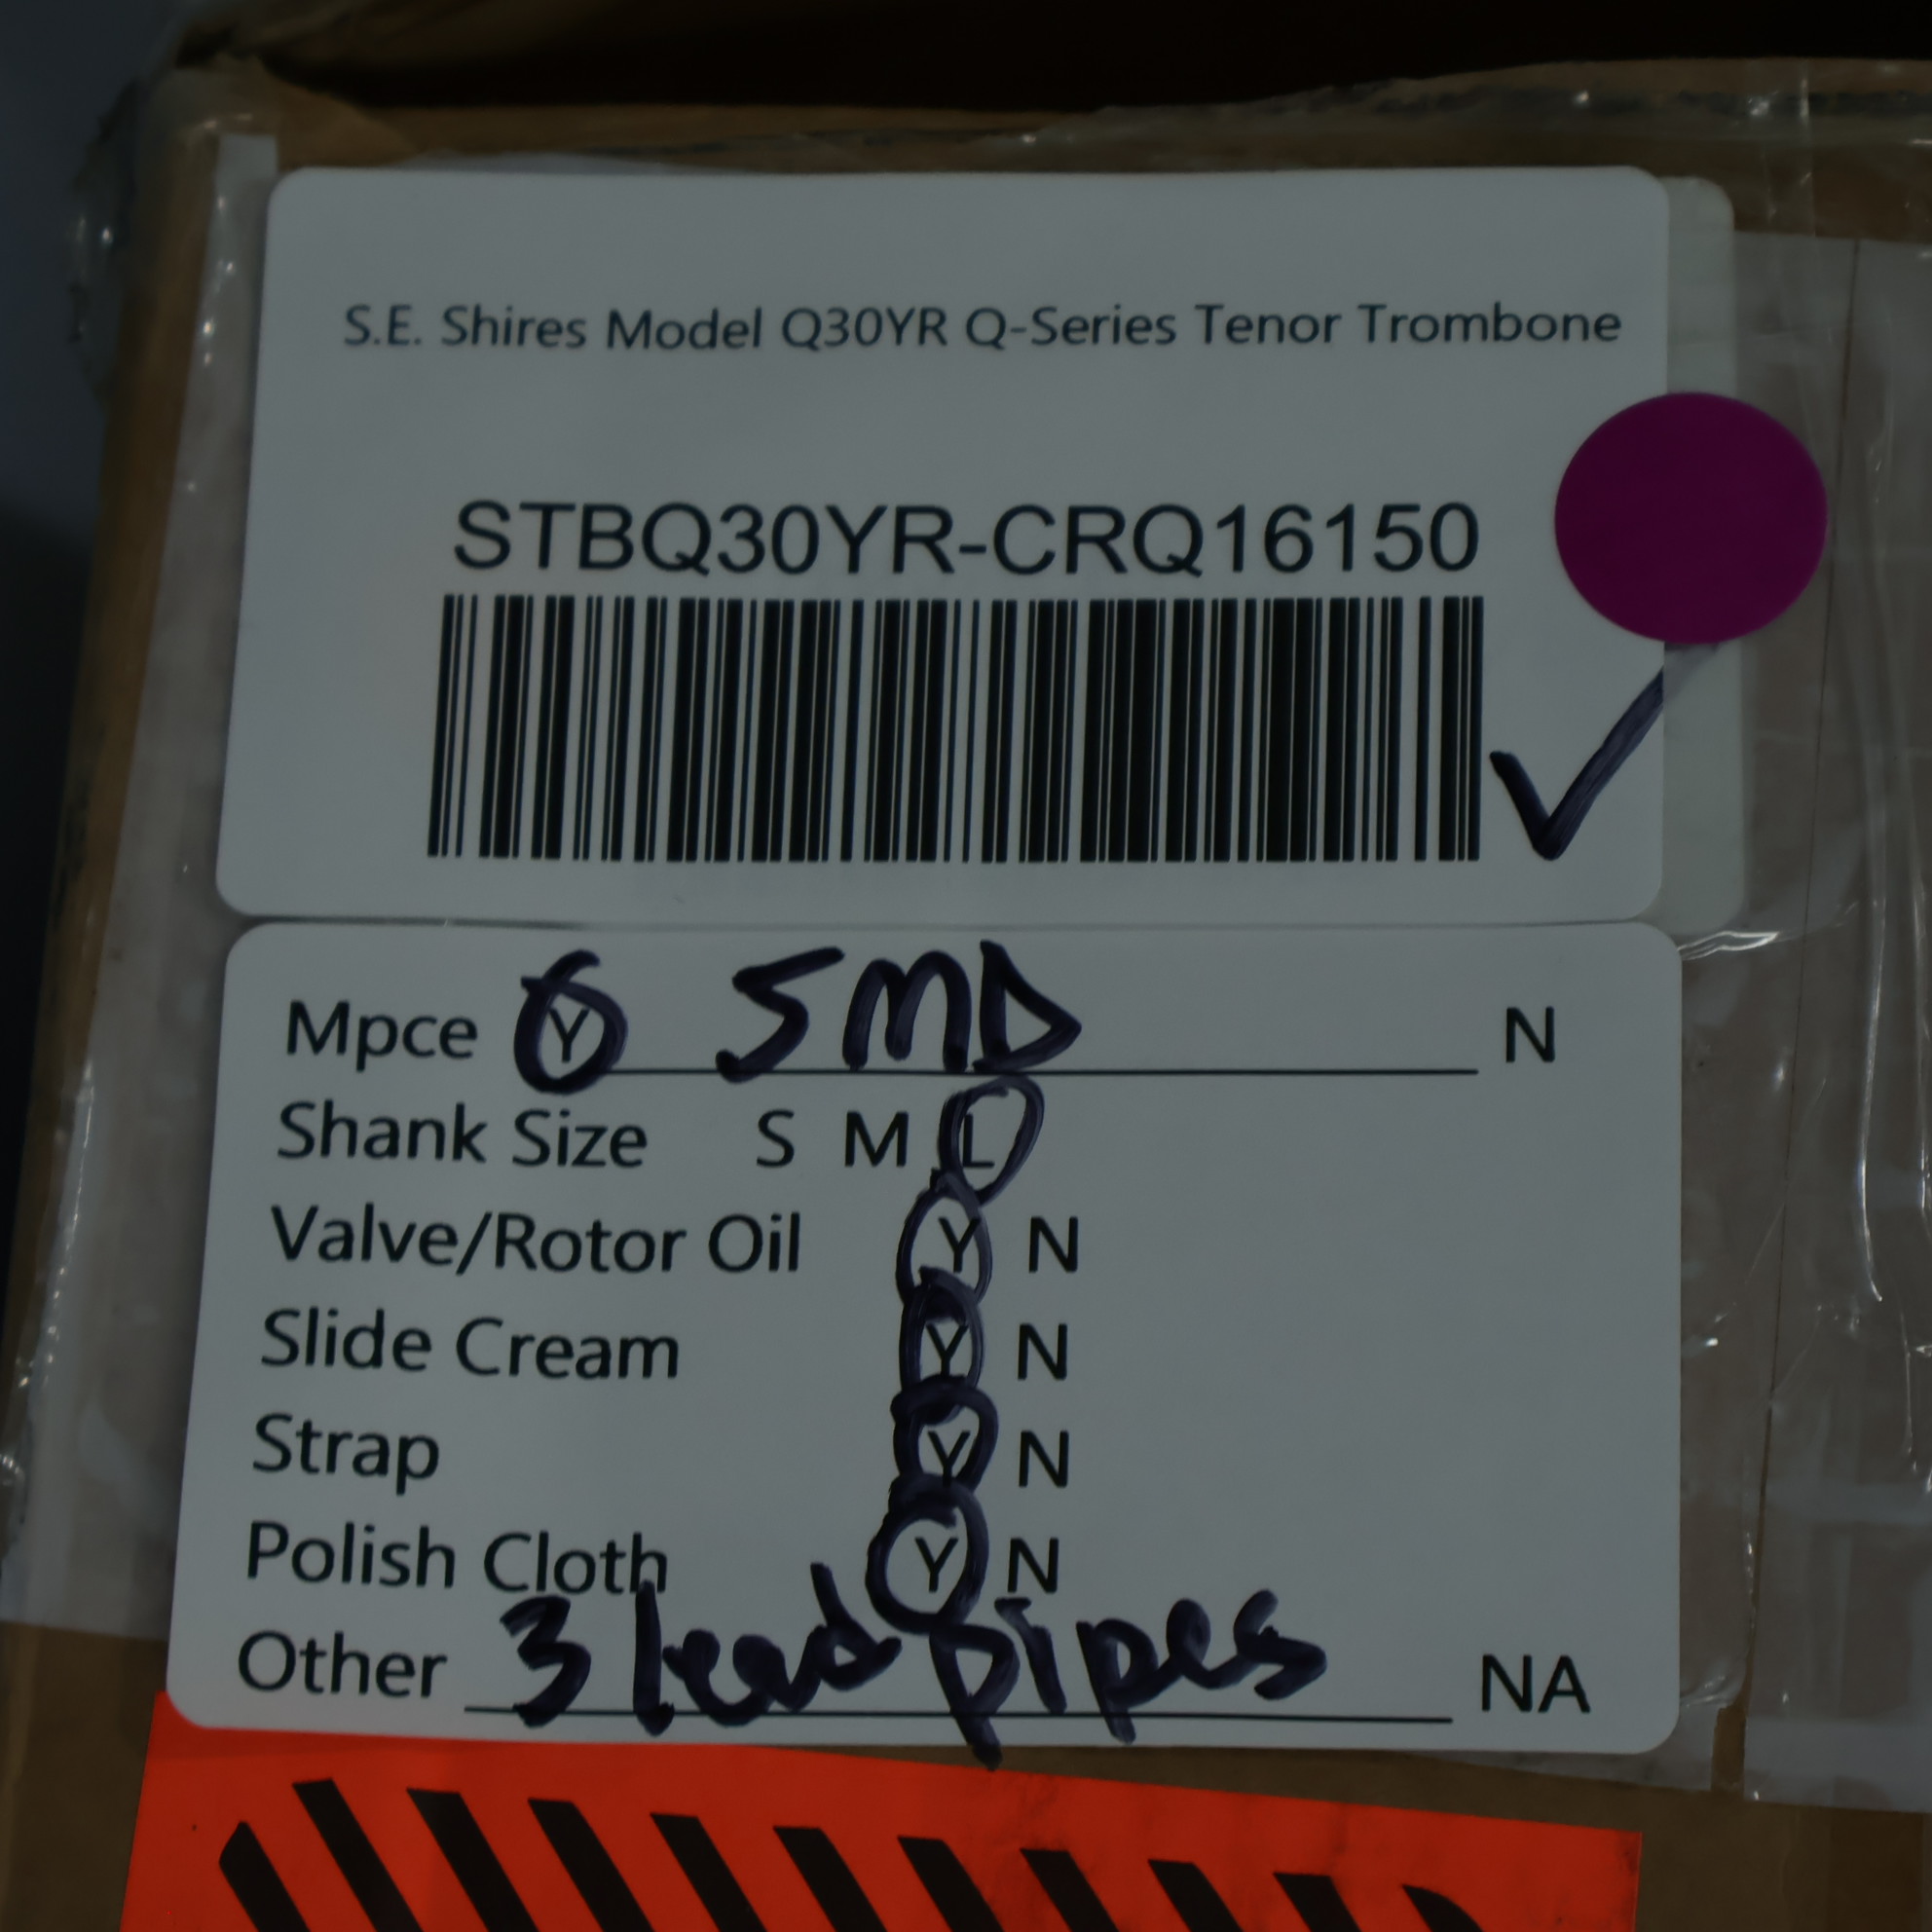 S.E. Shires Model Q30YR Q-Series Tenor Trombone
STBQ30YR-CRQ16150
Mpce Y 5MD N
Shank Size S M L
Valve/Rotor Oil Y N
Slide Cream Y N
Strap Y N
Polish Cloth Y N
Other 3 lead pipes NA